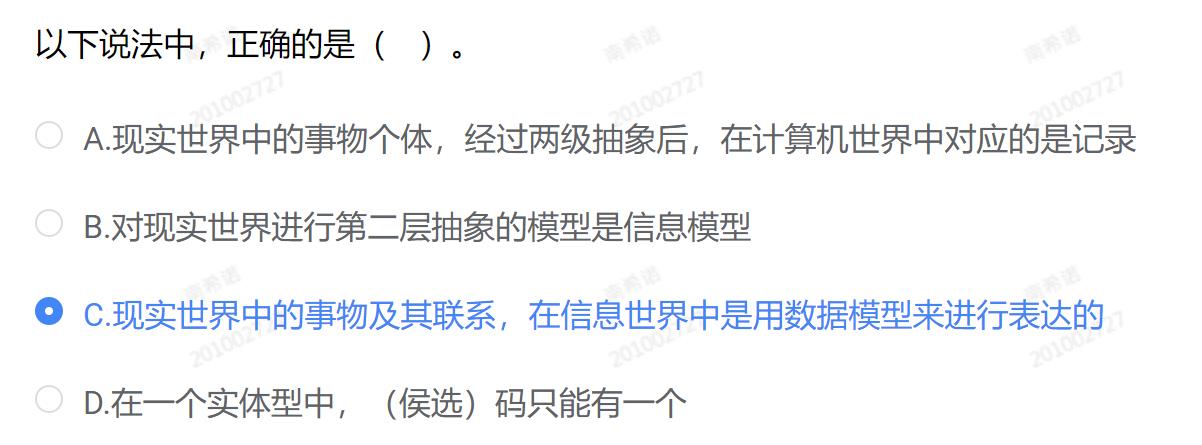 以下说法中，正确的是（　）。
南希诺
南希诺
南希诺
201002727
201002727
201002727
A.现实世界中的事物个体，经过两级抽象后，在计算机世界中对应的是记录
B.对现实世界进行第二层抽象的模型是信息模型
南希诺
南希诺
南希诺
C.现实世界中的事物及其联系，在信息世界中是用数据模型来进行表达的
201002727
201002727
201002727
D.在一个实体型中，（侯选）码只能有一个